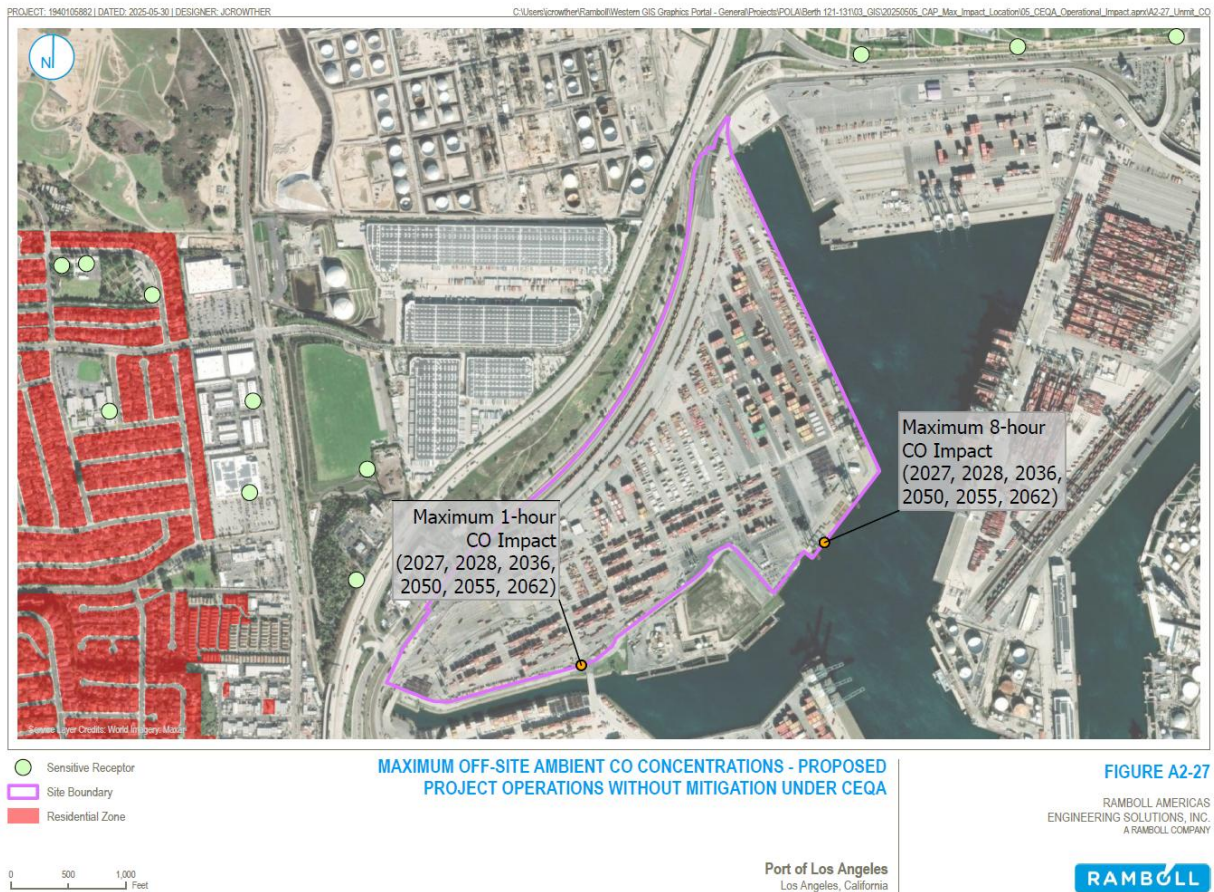 PROJECT: 1940105882 | DATED: 2025-05-30 | DESIGNER: JCROWTHER
C:\Users\jcrowther\Ramboll\Western GIS Graphics Portal - General\Projects\POLA\Berth 121-131\03_GIS\20250505_CAP_Max_Impact_Location\05_CEQA_Operational_Impact.aprx\A2-27_Unmit_CO
N
Maximum 8-hour
CO Impact
(2027, 2028, 2036,
2050, 2055, 2062)
Maximum 1-hour
CO Impact
(2027, 2028, 2036,
2050, 2055, 2062)
Service Layer Credits: World Imagery: Maxar
Sensitive Receptor
Site Boundary
Residential Zone
0 500 1,000
Feet
MAXIMUM OFF-SITE AMBIENT CO CONCENTRATIONS - PROPOSED
PROJECT OPERATIONS WITHOUT MITIGATION UNDER CEQA
Port of Los Angeles
Los Angeles, California
FIGURE A2-27
RAMBOLL AMERICAS
ENGINEERING SOLUTIONS, INC.
A RAMBOLL COMPANY
RAMBOLL